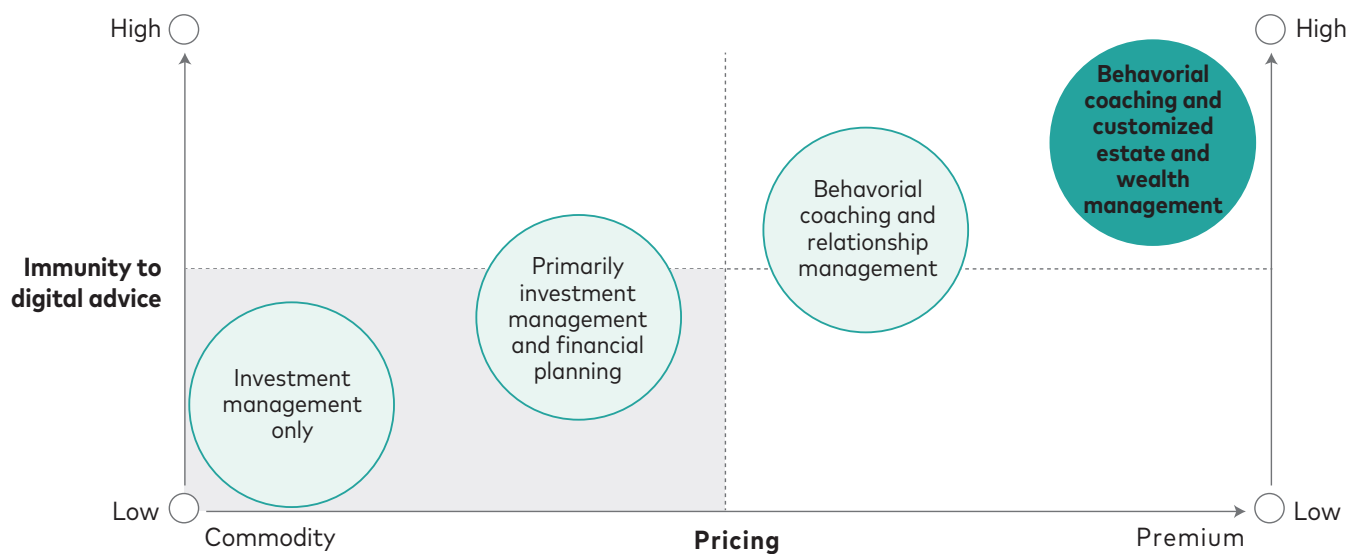 High
High
Behavorial
coaching and
customized
estate and
wealth
management
Behavorial
coaching and
relationship
management
Immunity to
digital advice
Primarily
investment
management
and financial
planning
Investment
management
only
Low
Low
Commodity
Pricing
Premium